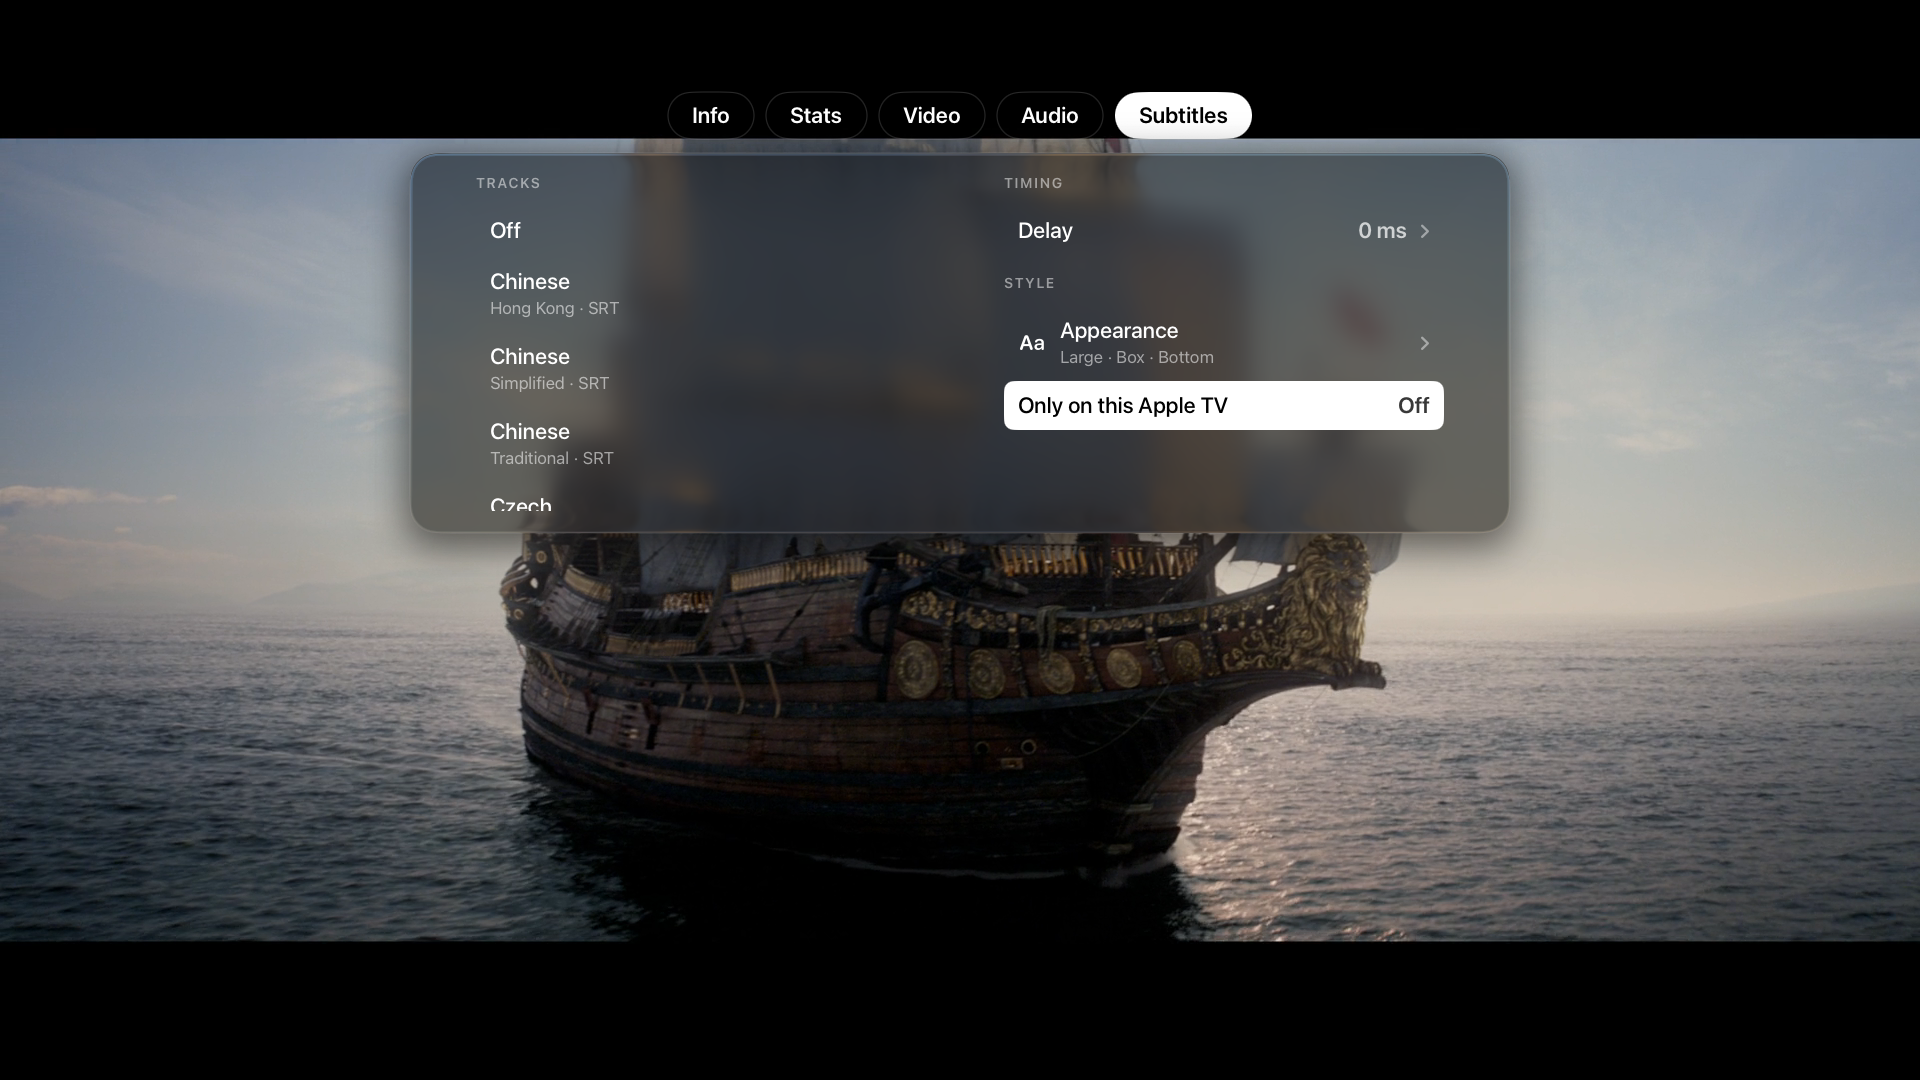 Info
Stats
Video
Audio
Subtitles
TRACKS
Off
Chinese
Hong Kong · SRT
Chinese
Simplified · SRT
Chinese
Traditional · SRT
Czech
TIMING
Delay
0 ms
STYLE
Aa
Appearance
Large · Box · Bottom
Only on this Apple TV
Off